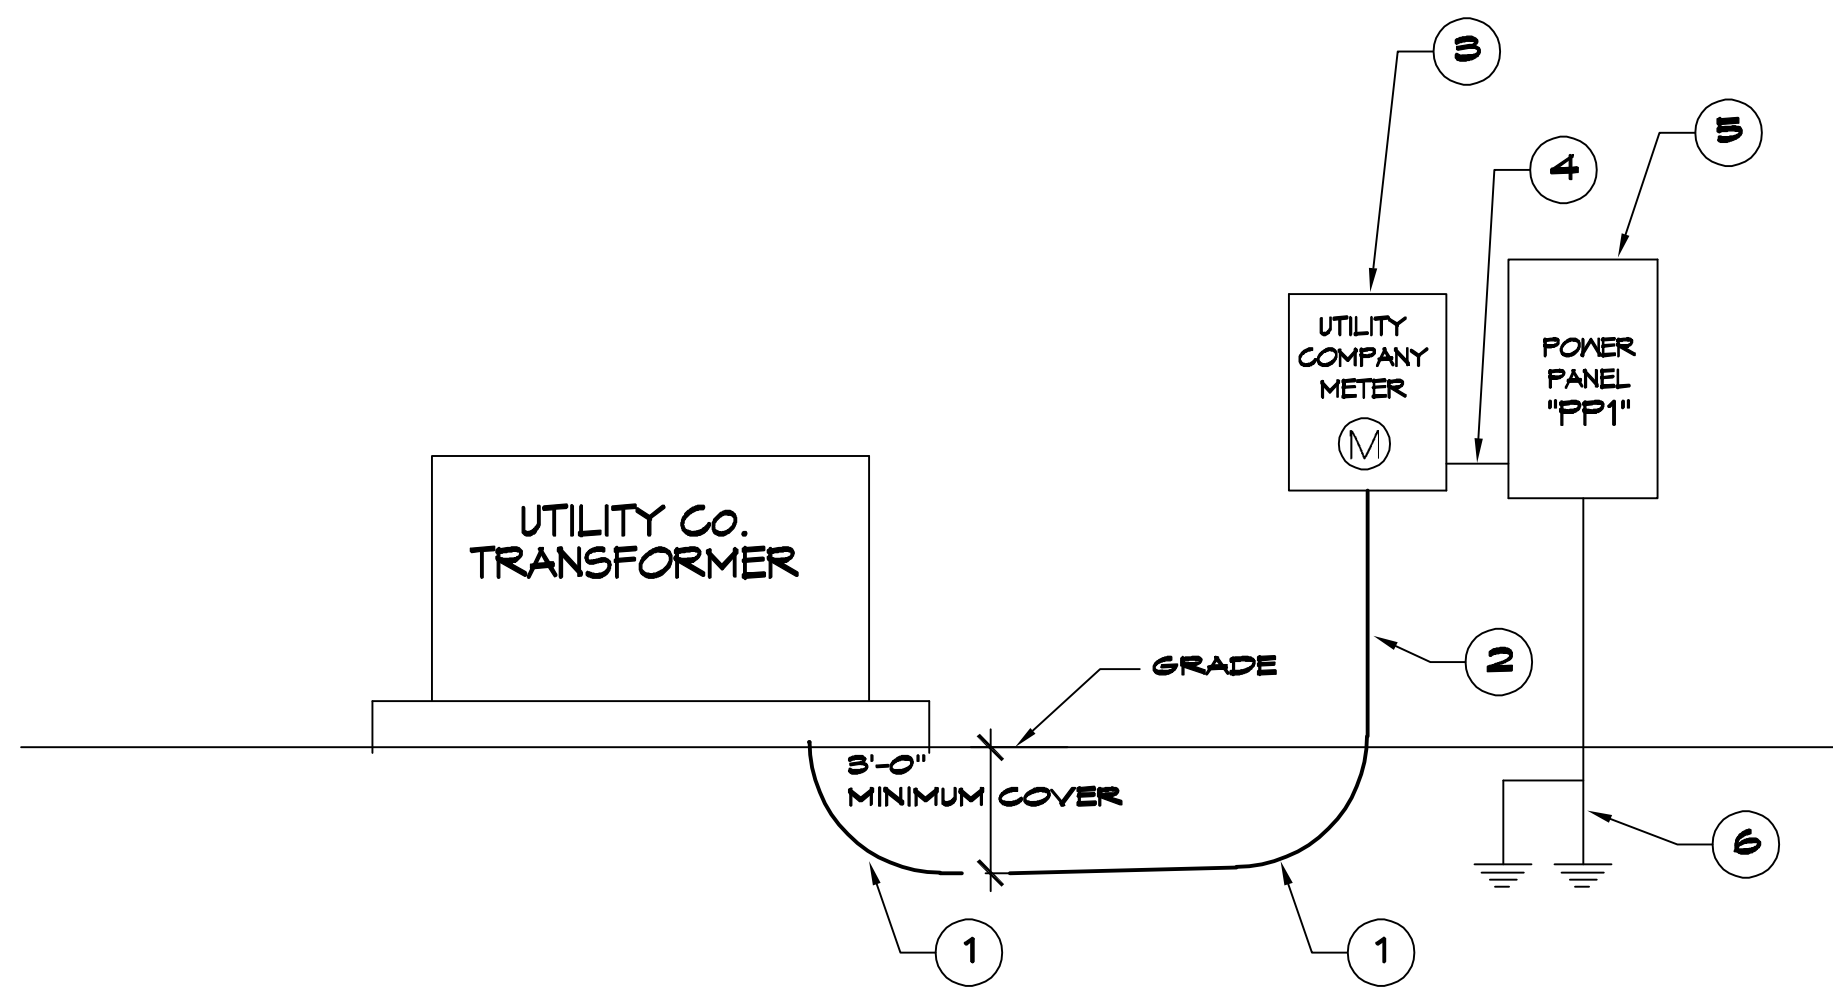 3
5
4
UTILITY
COMPANY
METER
M
POWER
PANEL
"PP1"
UTILITY Co.
TRANSFORMER
GRADE
2
3'-0"
MINIMUM COVER
6
1
1